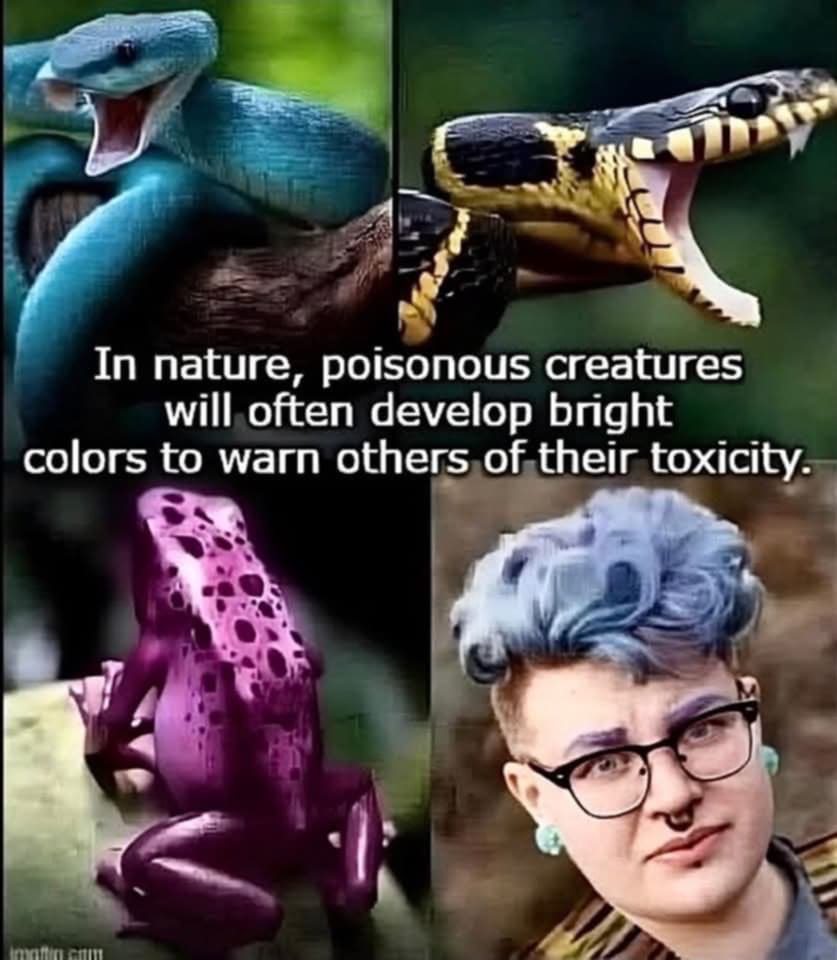 In nature, poisonous creatures
will often develop bright
colors to warn others of their toxicity.